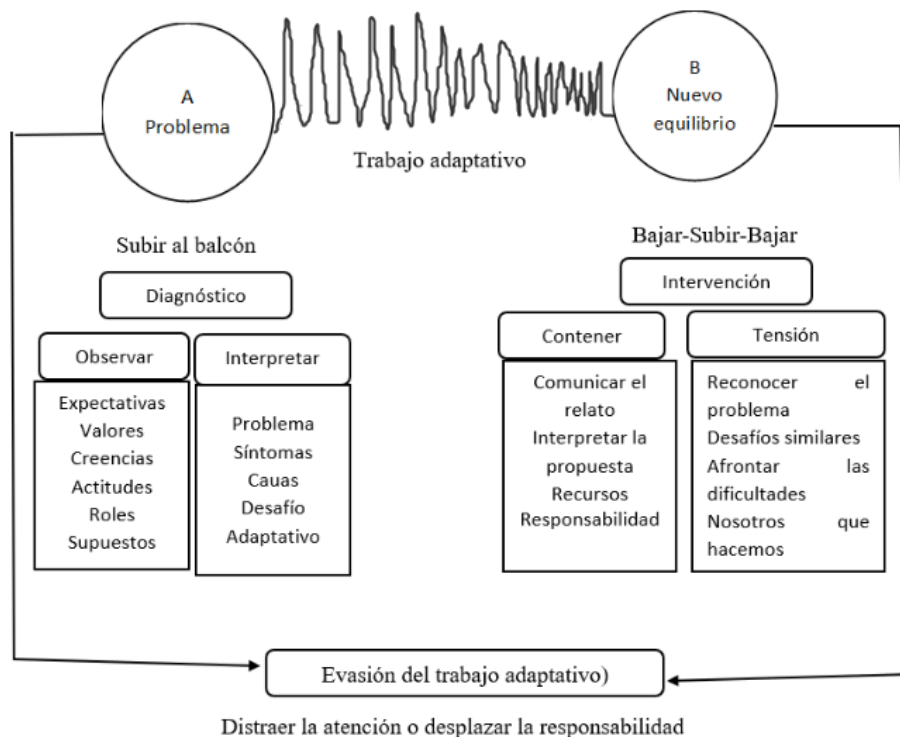 A
Problema
B
Nuevo
equilibrio
Trabajo adaptativo
Subir al balcón
Diagnóstico
Observar
Expectativas
Valores
Creencias
Actitudes
Roles
Supuestos
Interpretar
Problema
Síntomas
Cauas
Desafío
Adaptativo
Bajar-Subir-Bajar
Intervención
Contener
Comunicar el
relato
Interpretar la
propuesta
Recursos
Responsabilidad
Tensión
Reconocer el
problema
Desafíos similares
Afrontar las
dificultades
Nosotros que
hacemos
Evasión del trabajo adaptativo)
Distraer la atención o desplazar la responsabilidad